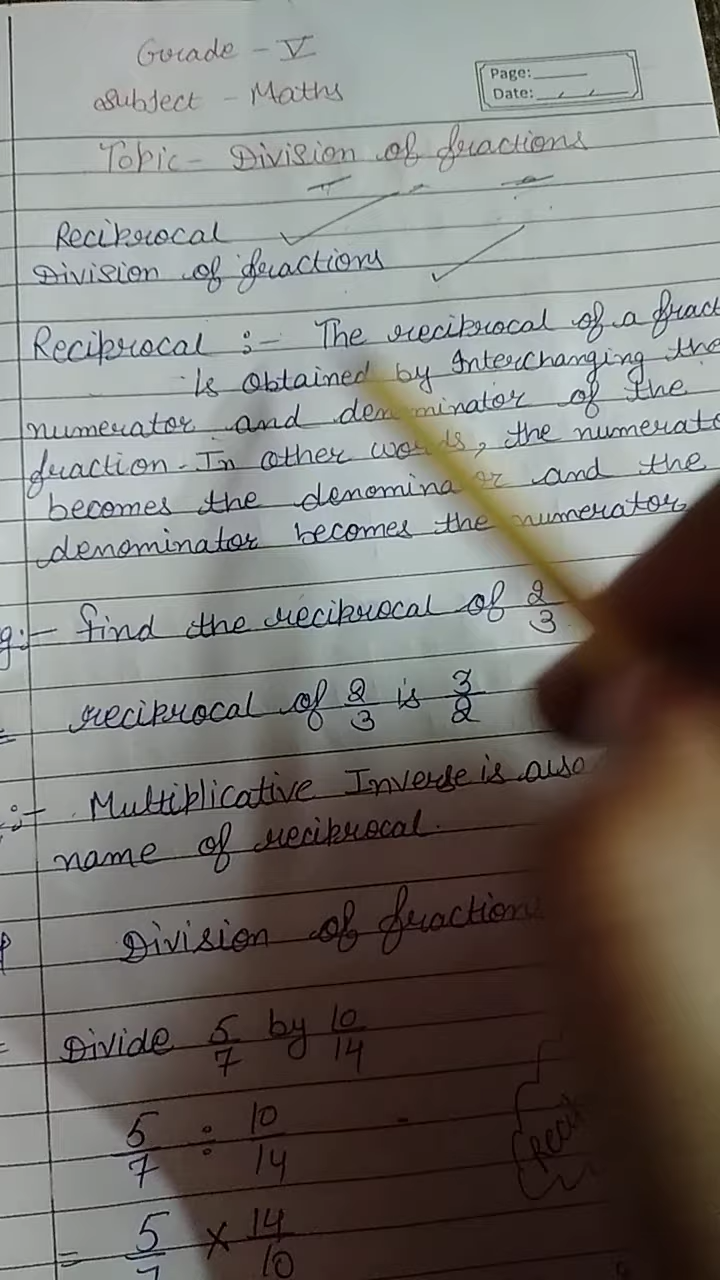 Grade - V
Subject - Maths
Page:
Date:
Topic - Division of fractions
Reciprocal
Division of fractions
Reciprocal :- The reciprocal of a fract
is obtained by Interchanging the
numerator and denominator of the
fraction. In other words, the numerato
becomes the denominator and the
denominator becomes the numerator
g:- find the reciprocal of 2/3
reciprocal of 2/3 is 3/2
:- Multiplicative Inverse is also
name of reciprocal.
Division of fraction
Divide 5/7 by 10/14
5/7 ÷ 10/14
= 5/7 × 14/10